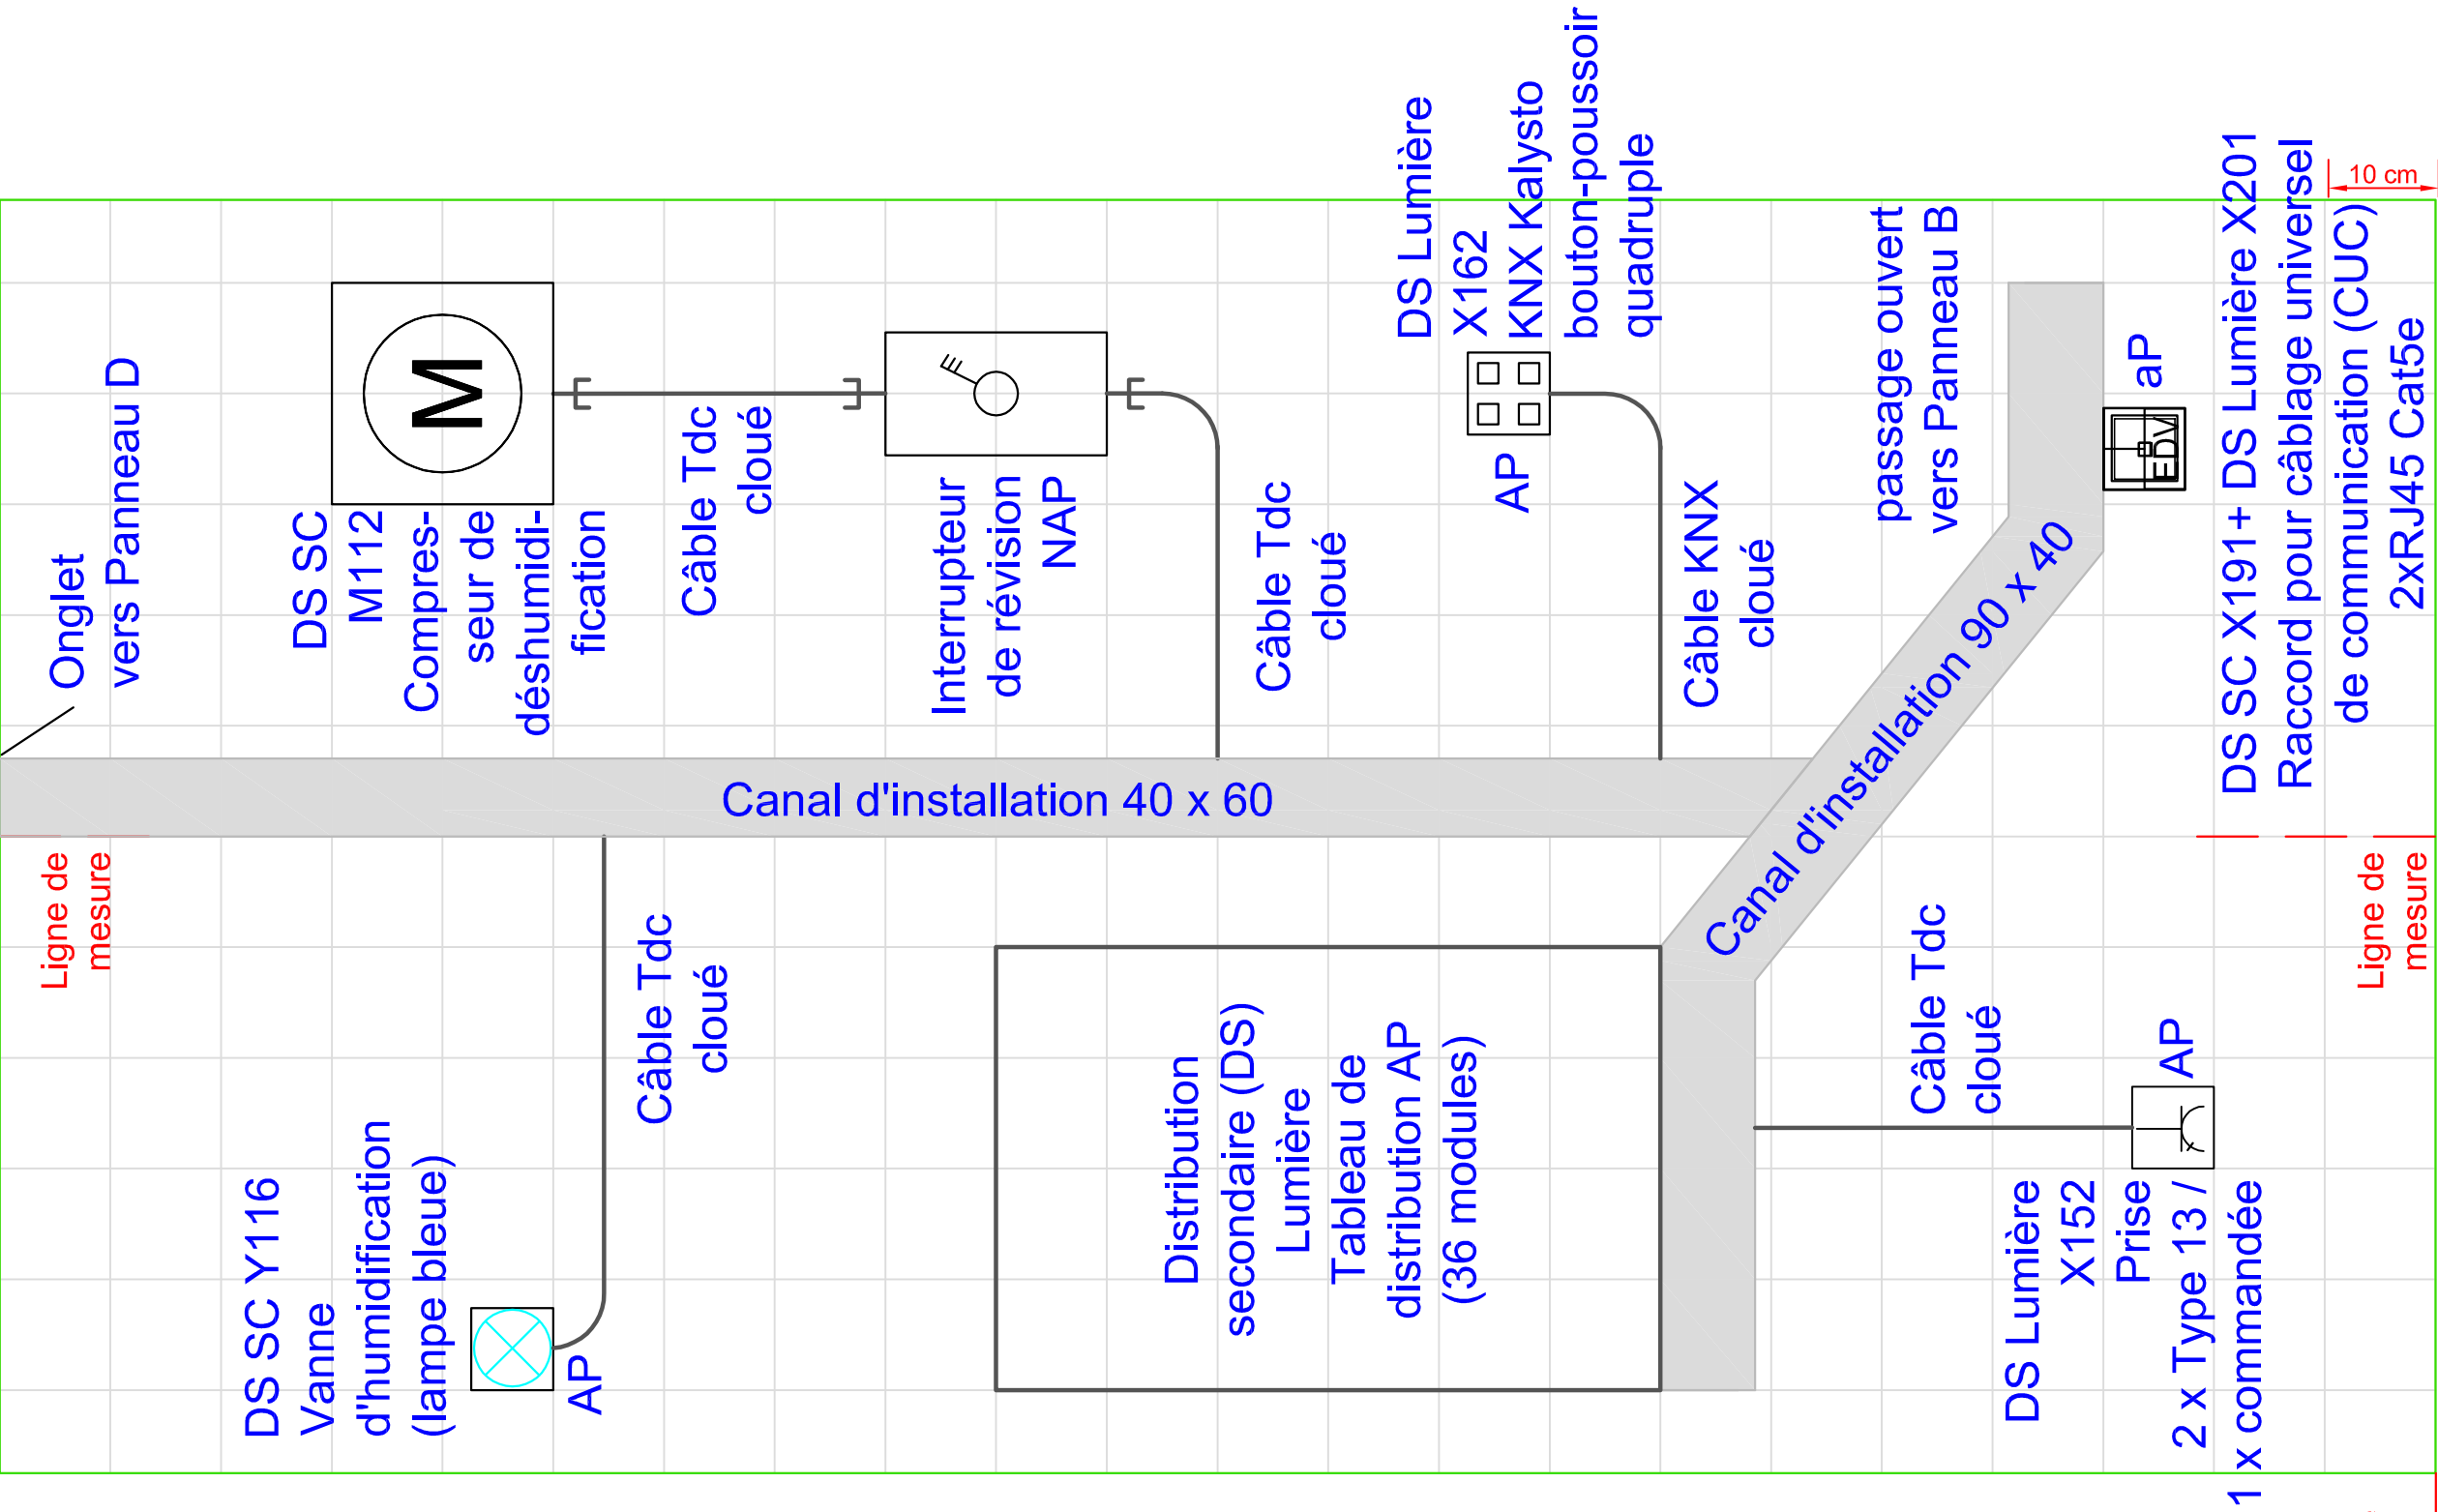 Onglet
vers Panneau D
DS SC
M112
Compres-
seur de
déshumidi-
fication
M
Câble Tdc
cloué
Interrupteur
de révision
NAP
Câble Tdc
cloué
DS Lumière
X162
KNX Kalysto
bouton-poussoir
quadruple
AP
Câble KNX
cloué
passage ouvert
vers Panneau B
aP
EDV
DS SC X191+ DS Lumière X201
Raccord pour câblage universel
de communication (CUC)
2xRJ45 Cat5e
10 cm
Canal d'installation 40 x 60
Canal d'installation 90 x 40
Ligne de
mesure
Ligne de
mesure
DS SC Y116
Vanne
d'humidification
(lampe bleue)
AP
Câble Tdc
cloué
Distribution
secondaire (DS)
Lumière
Tableau de
distribution AP
(36 modules)
Câble Tdc
cloué
AP
DS Lumière
X152
Prise
2 x Type 13 /
1 x commandée